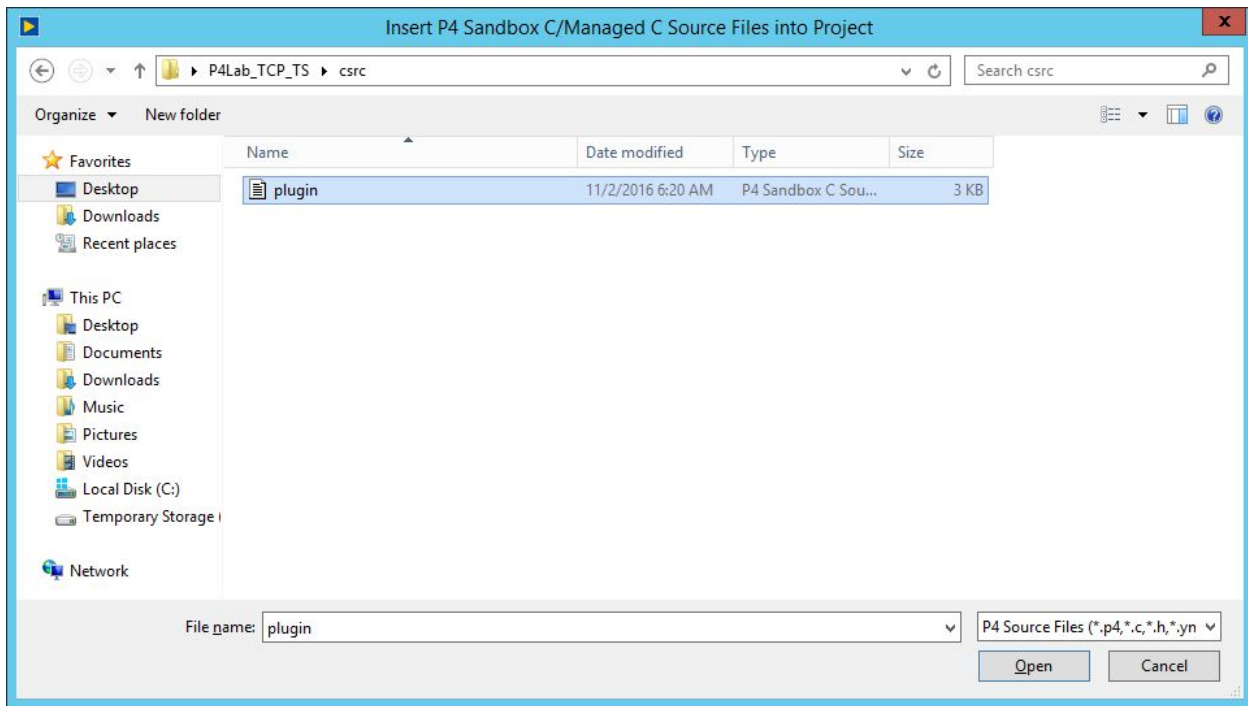 Insert P4 Sandbox C/Managed C Source Files into Project
x
P4Lab_TCP_TS csrc
Search csrc
Organize New folder
Name Date modified Type Size
plugin 11/2/2016 6:20 AM P4 Sandbox C Sou... 3 KB
Favorites
Desktop
Downloads
Recent places
This PC
Desktop
Documents
Downloads
Music
Pictures
Videos
Local Disk (C:)
Temporary Storage (
Network
File name: plugin
P4 Source Files (*.p4,*.c,*.h,*.yn
Open Cancel